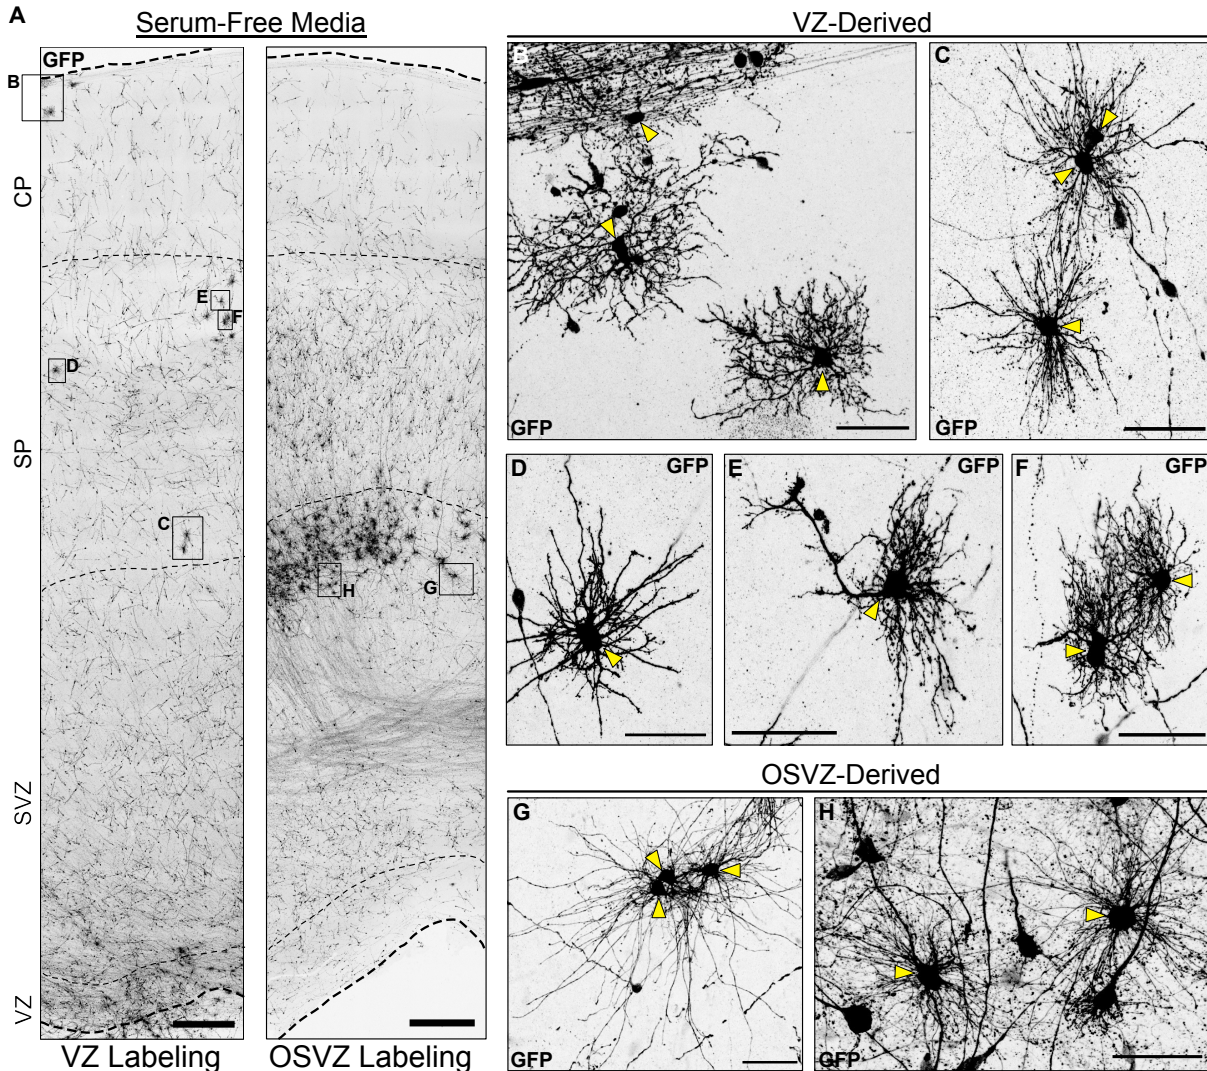 A
Serum-Free Media
VZ-Derived
GFP
B
E
F
D
C
H
G
CP
SP
SVZ
VZ
VZ Labeling
OSVZ Labeling
B
GFP
C
GFP
D
GFP
E
GFP
F
GFP
OSVZ-Derived
G
GFP
H
GFP